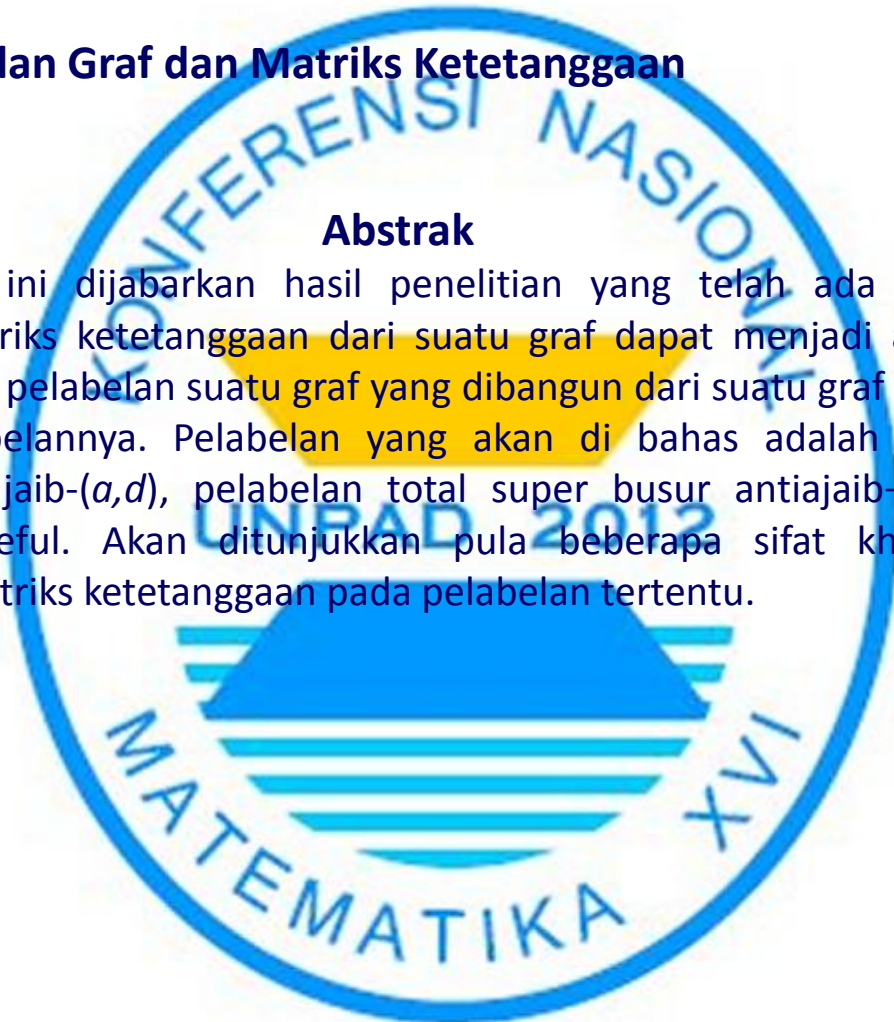 lan Graf dan Matriks Ketetanggaan
KONFERENSI NASIONAL
Abstrak
ini dijabarkan hasil penelitian yang telah ada
riks ketetanggaan dari suatu graf dapat menjadi a
pelabelan suatu graf yang dibangun dari suatu graf
belannya. Pelabelan yang akan di bahas adalah
jaib-(a,d), pelabelan total super busur antiajaib-
UNPAD 2012
eful. Akan ditunjukkan pula beberapa sifat kh
triks ketetanggaan pada pelabelan tertentu.
MATEMATIKA XVI